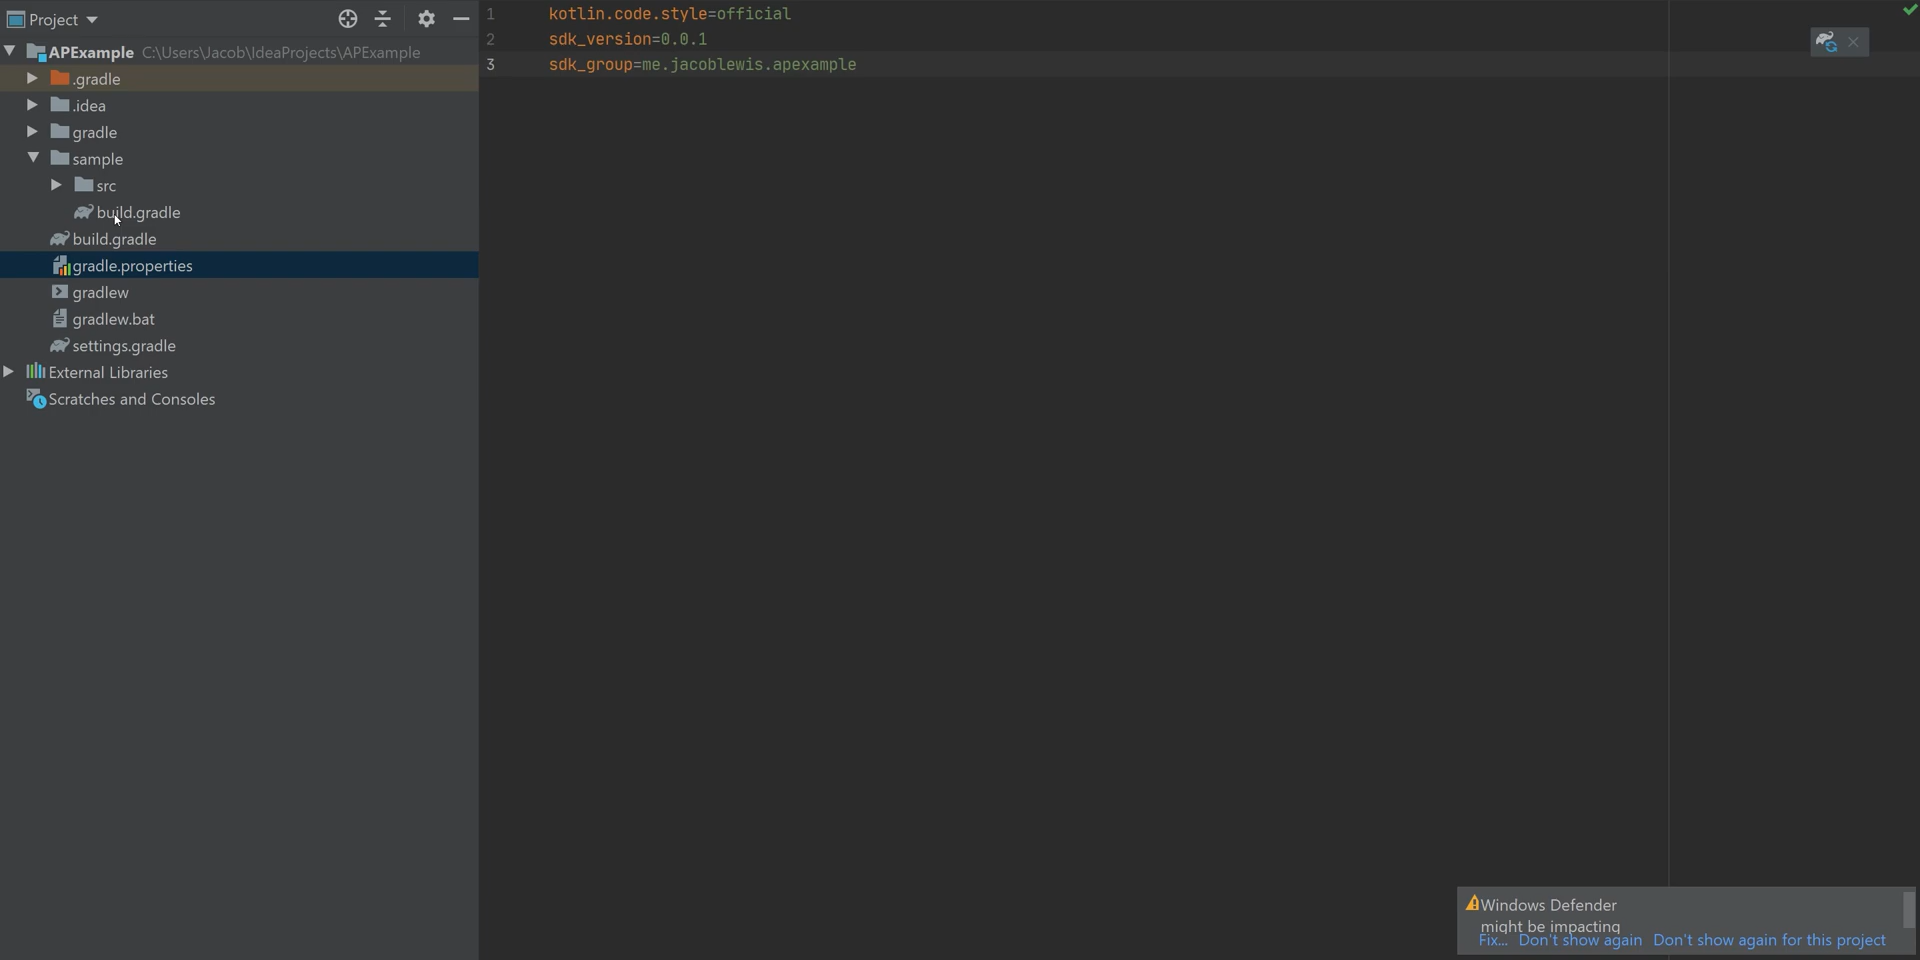 Project
APExample C:\Users\Jacob\IdeaProjects\APExample
.gradle
.idea
gradle
sample
src
build.gradle
build.gradle
gradle.properties
gradlew
gradlew.bat
settings.gradle
External Libraries
Scratches and Consoles
1 kotlin.code.style=official
2 sdk_version=0.0.1
3 sdk_group=me.jacoblewis.apexample
Windows Defender
might be impacting
Fix... Don't show again Don't show again for this project